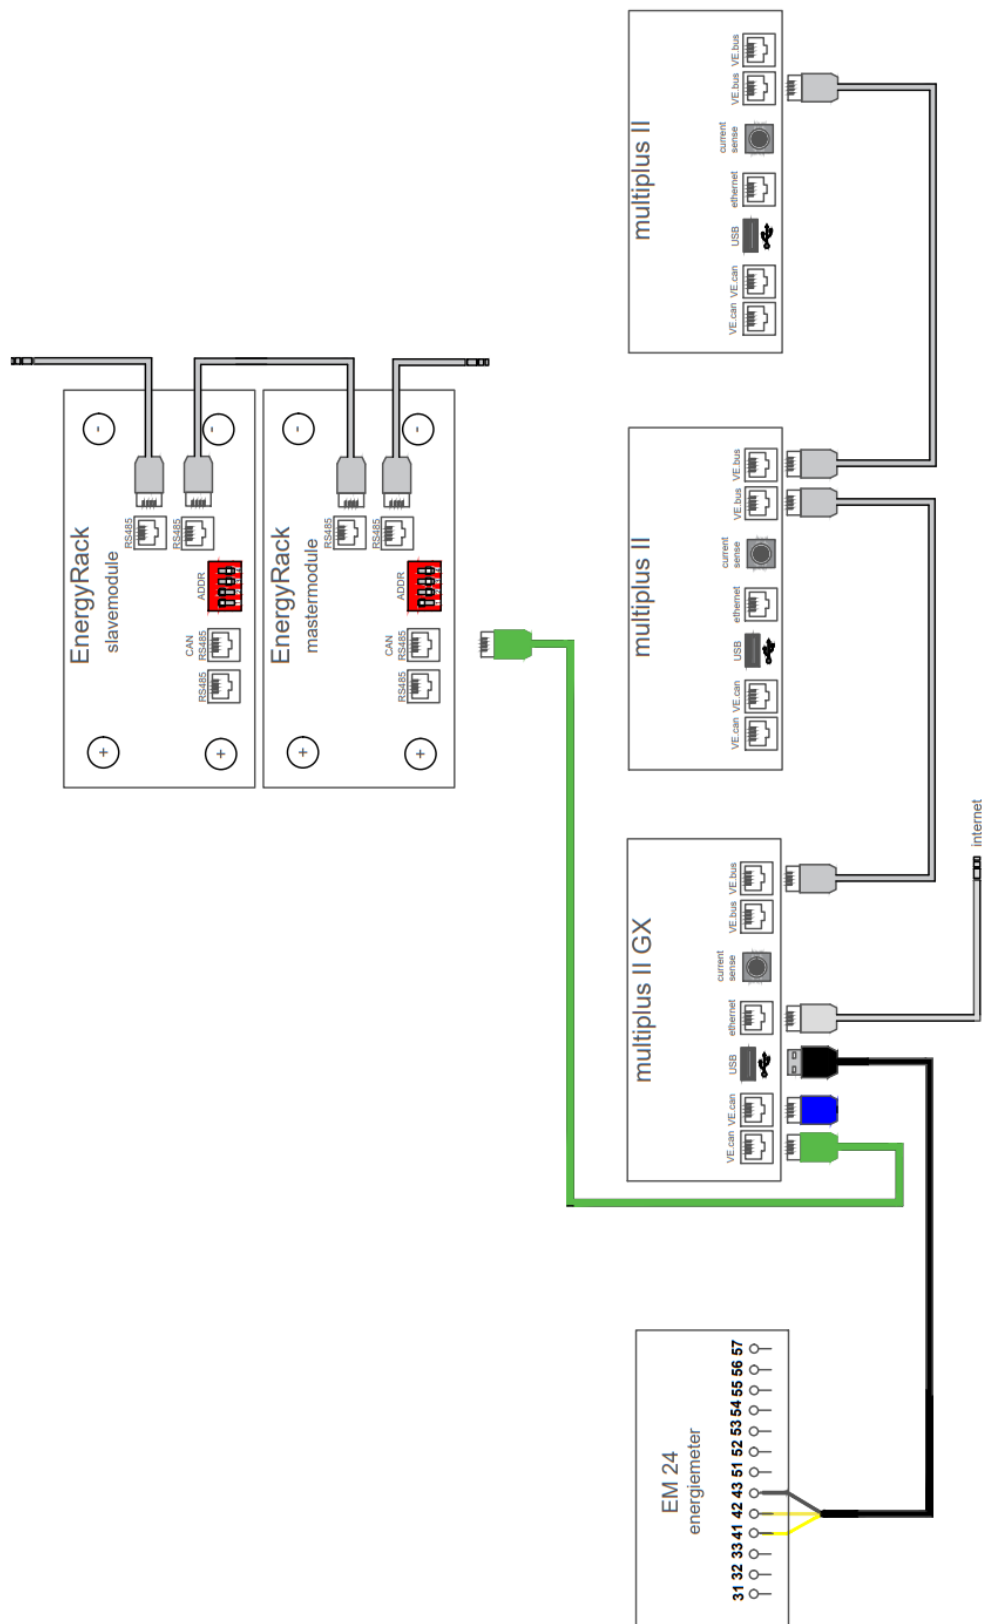 EnergyRack
slavemodule
RS485
RS485
ADDR
CAN
RS485
RS485
-
-
+
+
EnergyRack
mastermodule
RS485
RS485
ADDR
CAN
RS485
RS485
-
-
+
+
multiplus II
VE.bus
VE.bus
current
sense
ethernet
USB
VE.can
VE.can
multiplus II
VE.bus
VE.bus
current
sense
ethernet
USB
VE.can
VE.can
multiplus II GX
VE.bus
VE.bus
current
sense
ethernet
USB
VE.can
VE.can
internet
EM 24
energiemeter
31 32 33 41 42 43 51 52 53 54 55 56 57